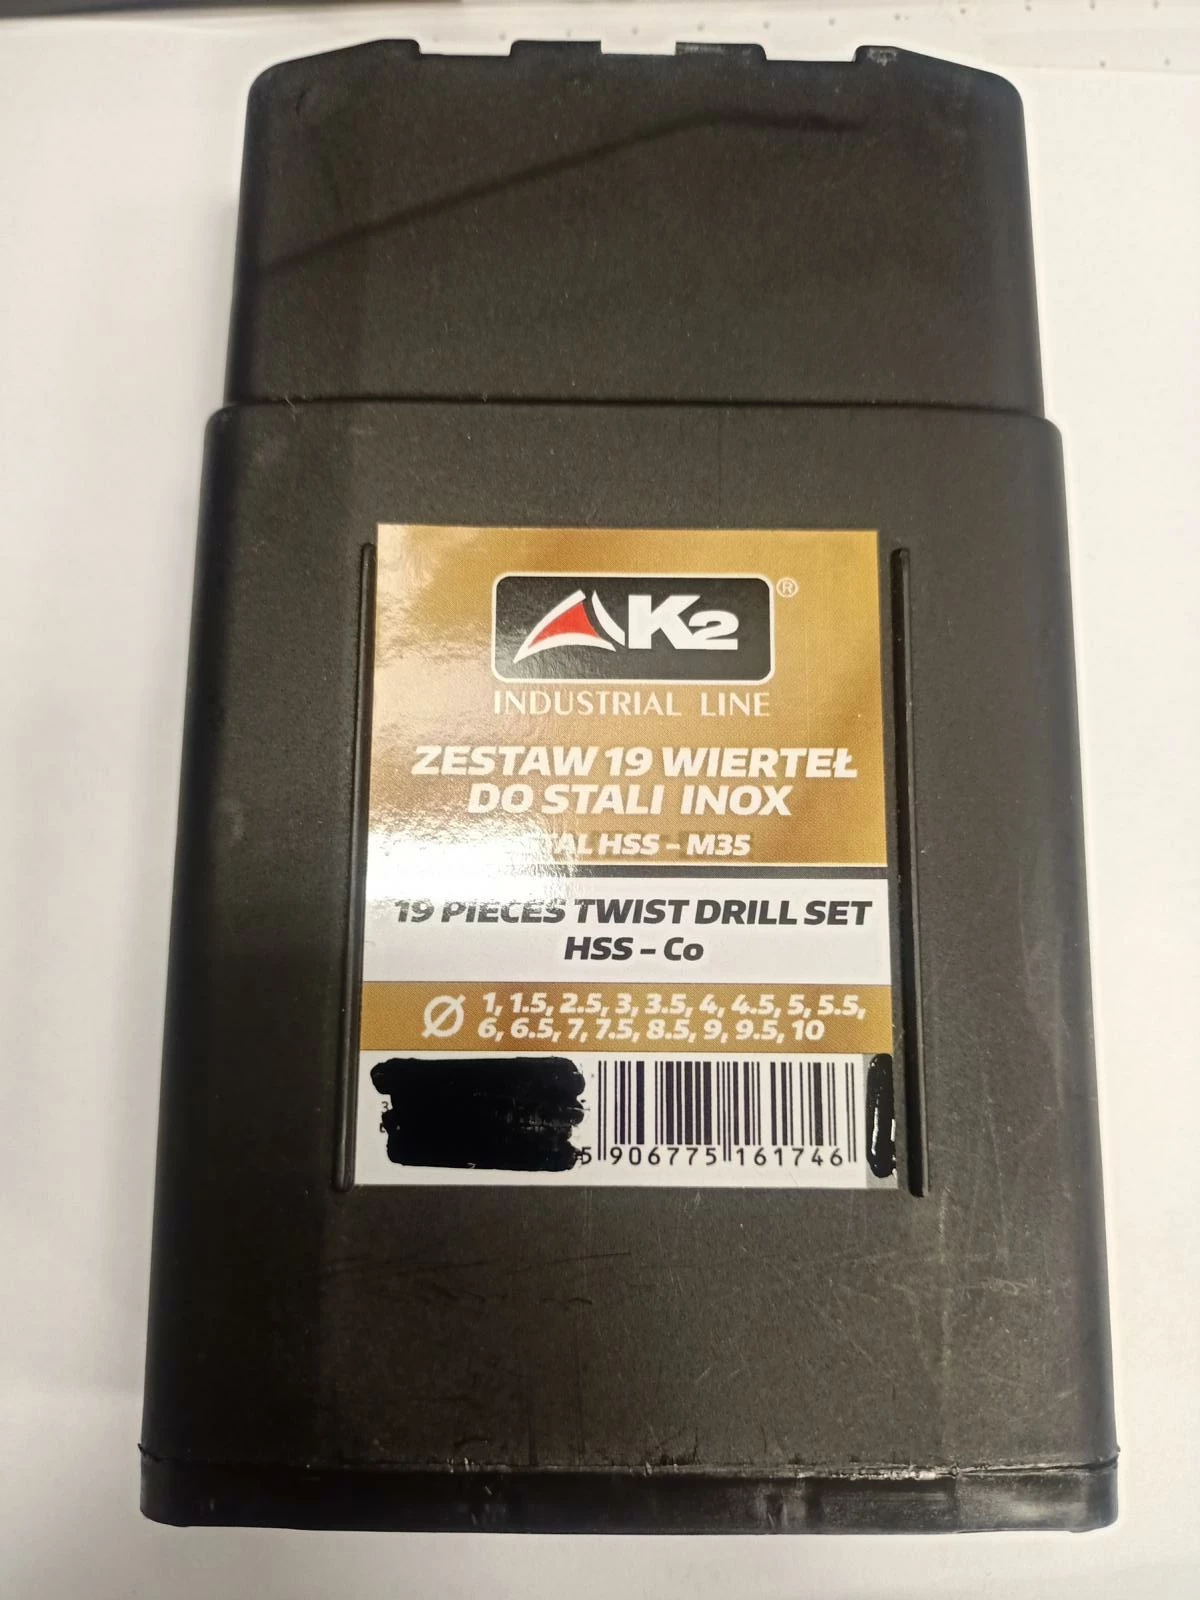 K2®
INDUSTRIAL LINE
ZESTAW 19 WIERTEŁ
DO STALI INOX
STAL HSS - M35
19 PIECES TWIST DRILL SET
HSS - Co
Ø 1, 1.5, 2.5, 3, 3.5, 4, 4.5, 5, 5.5,
6, 6.5, 7, 7.5, 8.5, 9, 9.5, 10
5 906775 161746